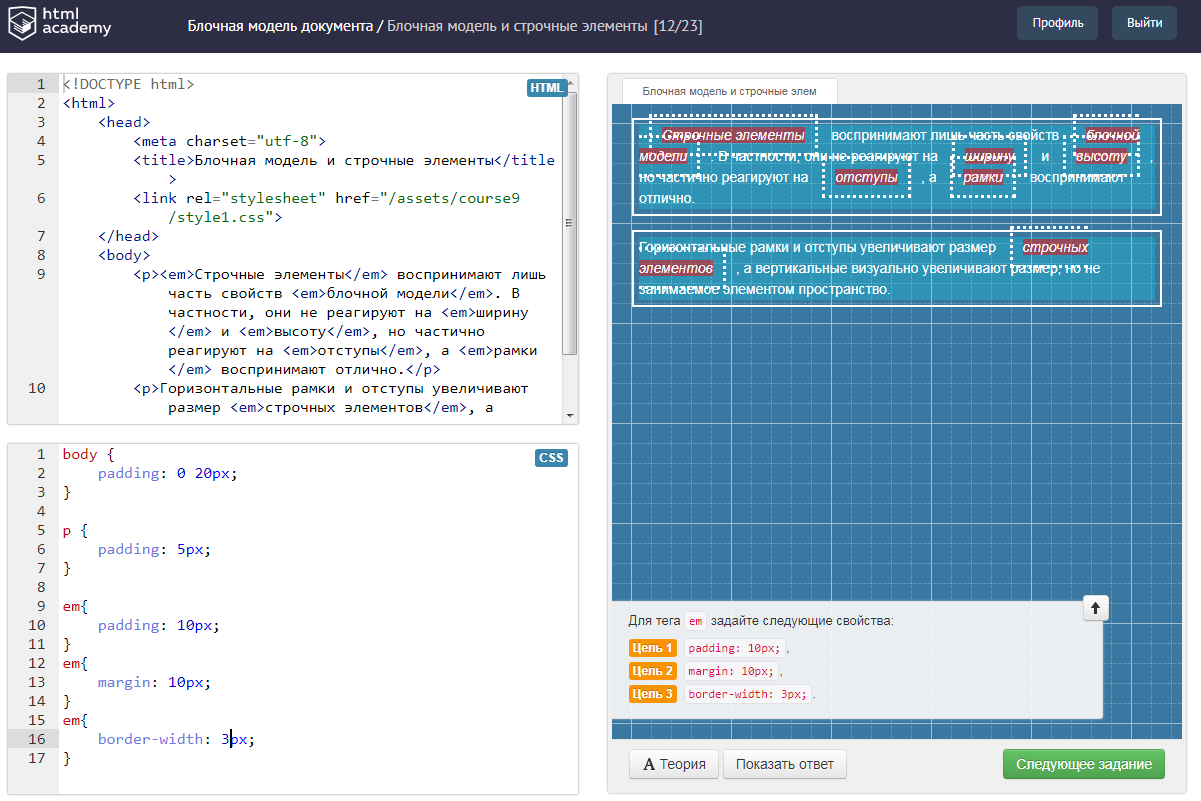 html
academy
Блочная модель документа / Блочная модель и строчные элементы [12/23]
Профиль
Выйти
HTML
1 <!DOCTYPE html>
2 <html>
3 <head>
4 <meta charset="utf-8">
5 <title>Блочная модель и строчные элементы</title
>
6 <link rel="stylesheet" href="/assets/course9
/style1.css">
7 </head>
8 <body>
9 <p><em>Строчные элементы</em> воспринимают лишь
часть свойств <em>блочной модели</em>. В
частности, они не реагируют на <em>ширину
</em> и <em>высоту</em>, но частично
реагируют на <em>отступы</em>, а <em>рамки
</em> воспринимают отлично.</p>
10 <p>Горизонтальные рамки и отступы увеличивают
размер <em>строчных элементов</em>, а
CSS
1 body {
2 padding: 0 20px;
3 }
4
5 p {
6 padding: 5px;
7 }
8
9 em{
10 padding: 10px;
11 }
12 em{
13 margin: 10px;
14 }
15 em{
16 border-width: 3px;
17 }
Блочная модель и строчные элем
Строчные элементы воспринимают лишь часть свойств блочной
модели. В частности, они не реагируют на ширину и высоту,
но частично реагируют на отступы, а рамки воспринимают
отлично.
Горизонтальные рамки и отступы увеличивают размер строчных
элементов, а вертикальные визуально увеличивают размер, но не
занимаемое элементом пространство.
Для тега em задайте следующие свойства:
Цель 1 padding: 10px; ,
Цель 2 margin: 10px; ,
Цель 3 border-width: 3px; .
A Теория
Показать ответ
Следующее задание